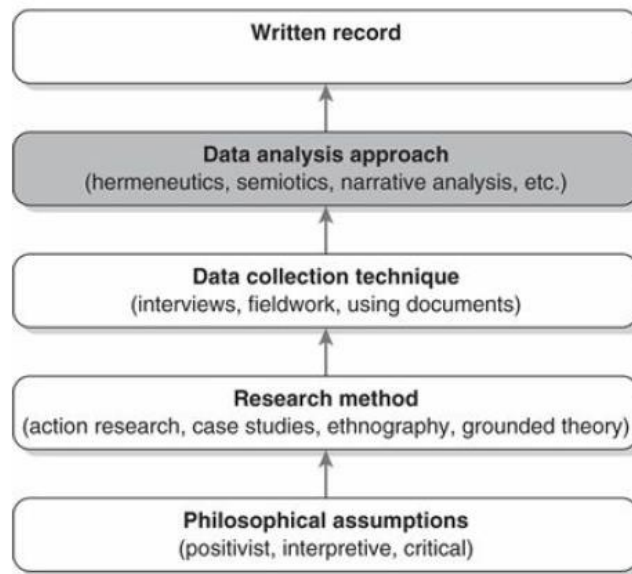 Written record
Data analysis approach
(hermeneutics, semiotics, narrative analysis, etc.)
Data collection technique
(interviews, fieldwork, using documents)
Research method
(action research, case studies, ethnography, grounded theory)
Philosophical assumptions
(positivist, interpretive, critical)